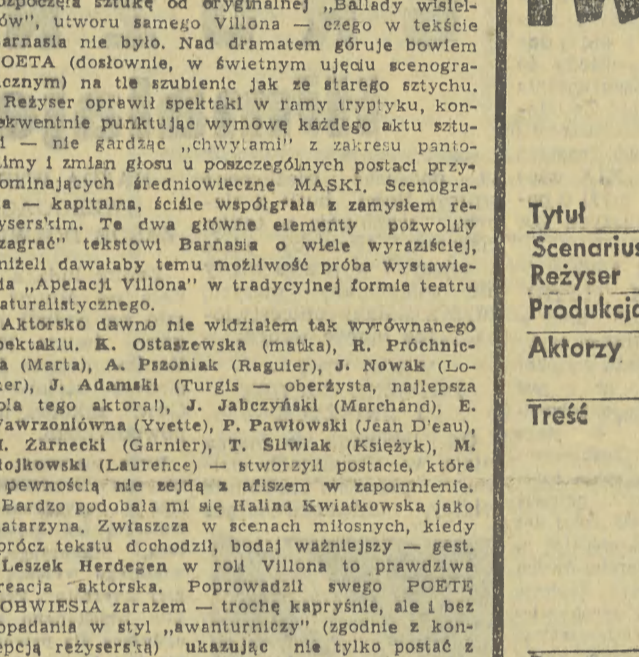 ozpoczęła sztukę od oryginalnej „Ballady wisiel-
ów", utworu samego Villona — czego w tekście
arnasia nie było. Nad dramatem góruje bowiem
OETA (dosłownie, w świetnym ujęciu scenogra-
icznym) na tle szubienic jak ze starego sztychu.
Reżyser oprawił spektakl w ramy tryptyku, kon-
ekwentnie punktując wymowę każdego aktu sztu-
i — nie gardząc „chwytami" z zakresu panto-
imy i zmian głosu u poszczególnych postaci przy-
ominających średniowieczne MASKI. Scenogra-
a — kapitalna, ściśle współgrała z zamysłem re-
yserskim. Te dwa główne elementy pozwoliły
zagrać" tekstowi Barnasia o wiele wyraziściej,
niżeli dawałaby temu możliwość próba wystawie-
ia „Apelacji Villona" w tradycyjnej formie teatru
aturalistycznego.
Aktorsko dawno nie widziałem tak wyrównanego
pektaklu. K. Ostaszewska (matka), R. Próchnic-
a (Marta), A. Pszoniak (Raguier), J. Nowak (Lo-
er), J. Adamski (Turgis — oberżysta, najlepsza
ola tego aktora!), J. Jabczyński (Marchand), E.
awrzoniówna (Yvette), P. Pawłowski (Jean D'eau),
. Żarnecki (Garnier), T. Śliwiak (Księżyk), M.
ojkowski (Laurence) — stworzyli postacie, które
pewnością nie zejdą z afiszem w zapomnienie.
Bardzo podobała mi się Halina Kwiatkowska jako
atarzyna. Zwłaszcza w scenach miłosnych, kiedy
prócz tekstu dochodził, bodaj ważniejszy — gest.
Leszek Herdegen w roli Villona to prawdziwa
reacja aktorska. Poprowadził swego POETĘ
OBWIESIA zarazem — trochę kapryśnie, ale i bez
opadania w styl „awanturniczy" (zgodnie z kon-
epcją reżyserską) ukazując nie tylko postać z
Tytuł
Scenarius
Reżyser
Produkcja
Aktorzy
Treść